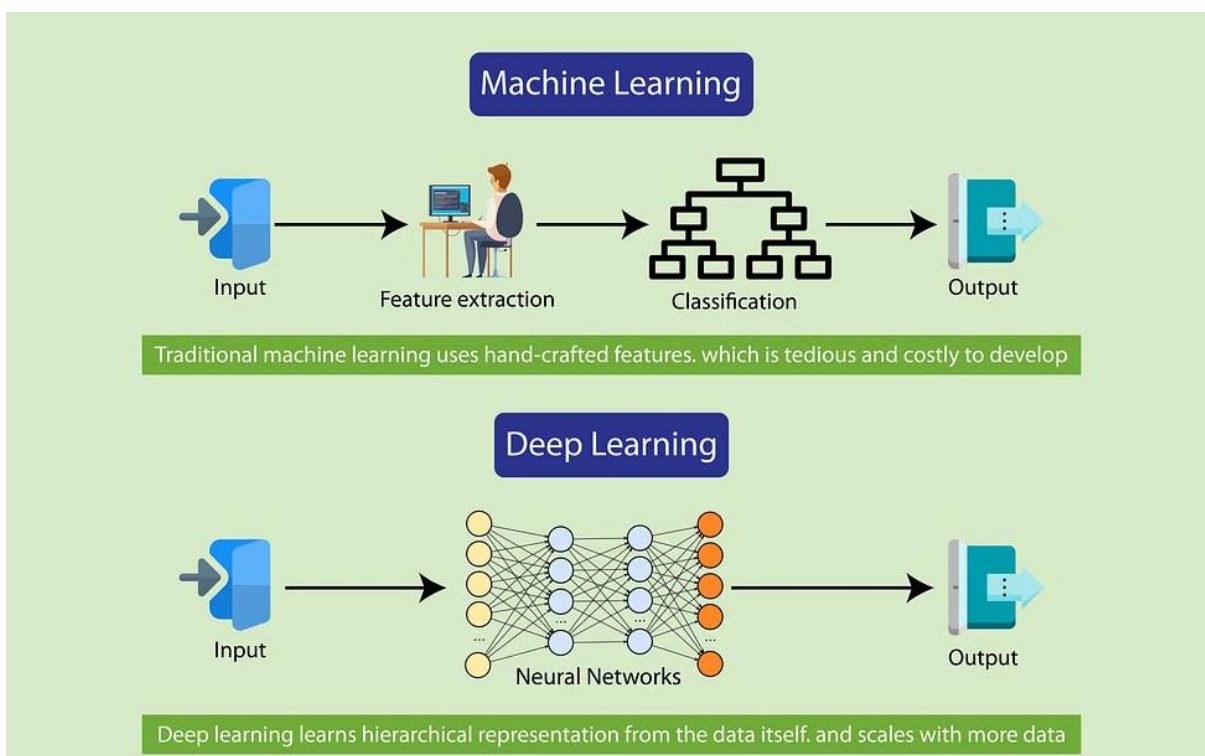 Machine Learning
Input
Feature extraction
Classification
Output
Traditional machine learning uses hand-crafted features. which is tedious and costly to develop
Deep Learning
...
...
...
...
Input
Neural Networks
Output
Deep learning learns hierarchical representation from the data itself. and scales with more data